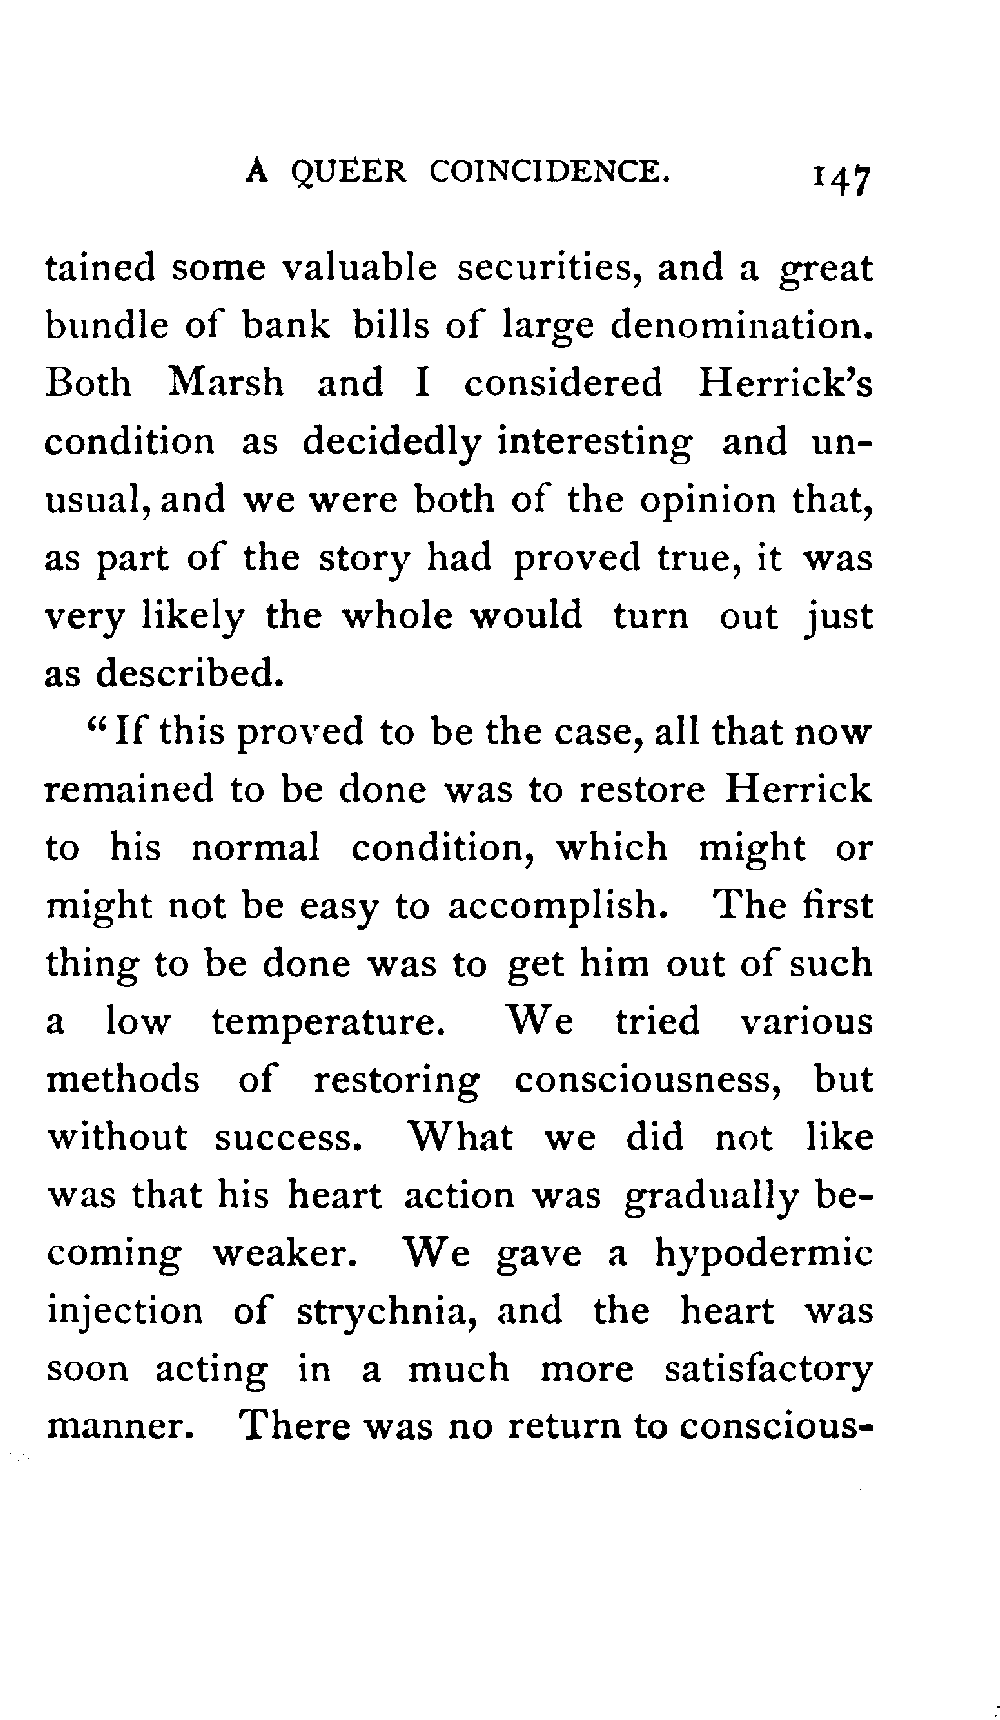 A QUEER COINCIDENCE. 147
tained some valuable securities, and a great
bundle of bank bills of large denomination.
Both Marsh and I considered Herrick's
condition as decidedly interesting and un-
usual, and we were both of the opinion that,
as part of the story had proved true, it was
very likely the whole would turn out just
as described.
"If this proved to be the case, all that now
remained to be done was to restore Herrick
to his normal condition, which might or
might not be easy to accomplish. The first
thing to be done was to get him out of such
a low temperature. We tried various
methods of restoring consciousness, but
without success. What we did not like
was that his heart action was gradually be-
coming weaker. We gave a hypodermic
injection of strychnia, and the heart was
soon acting in a much more satisfactory
manner. There was no return to conscious-